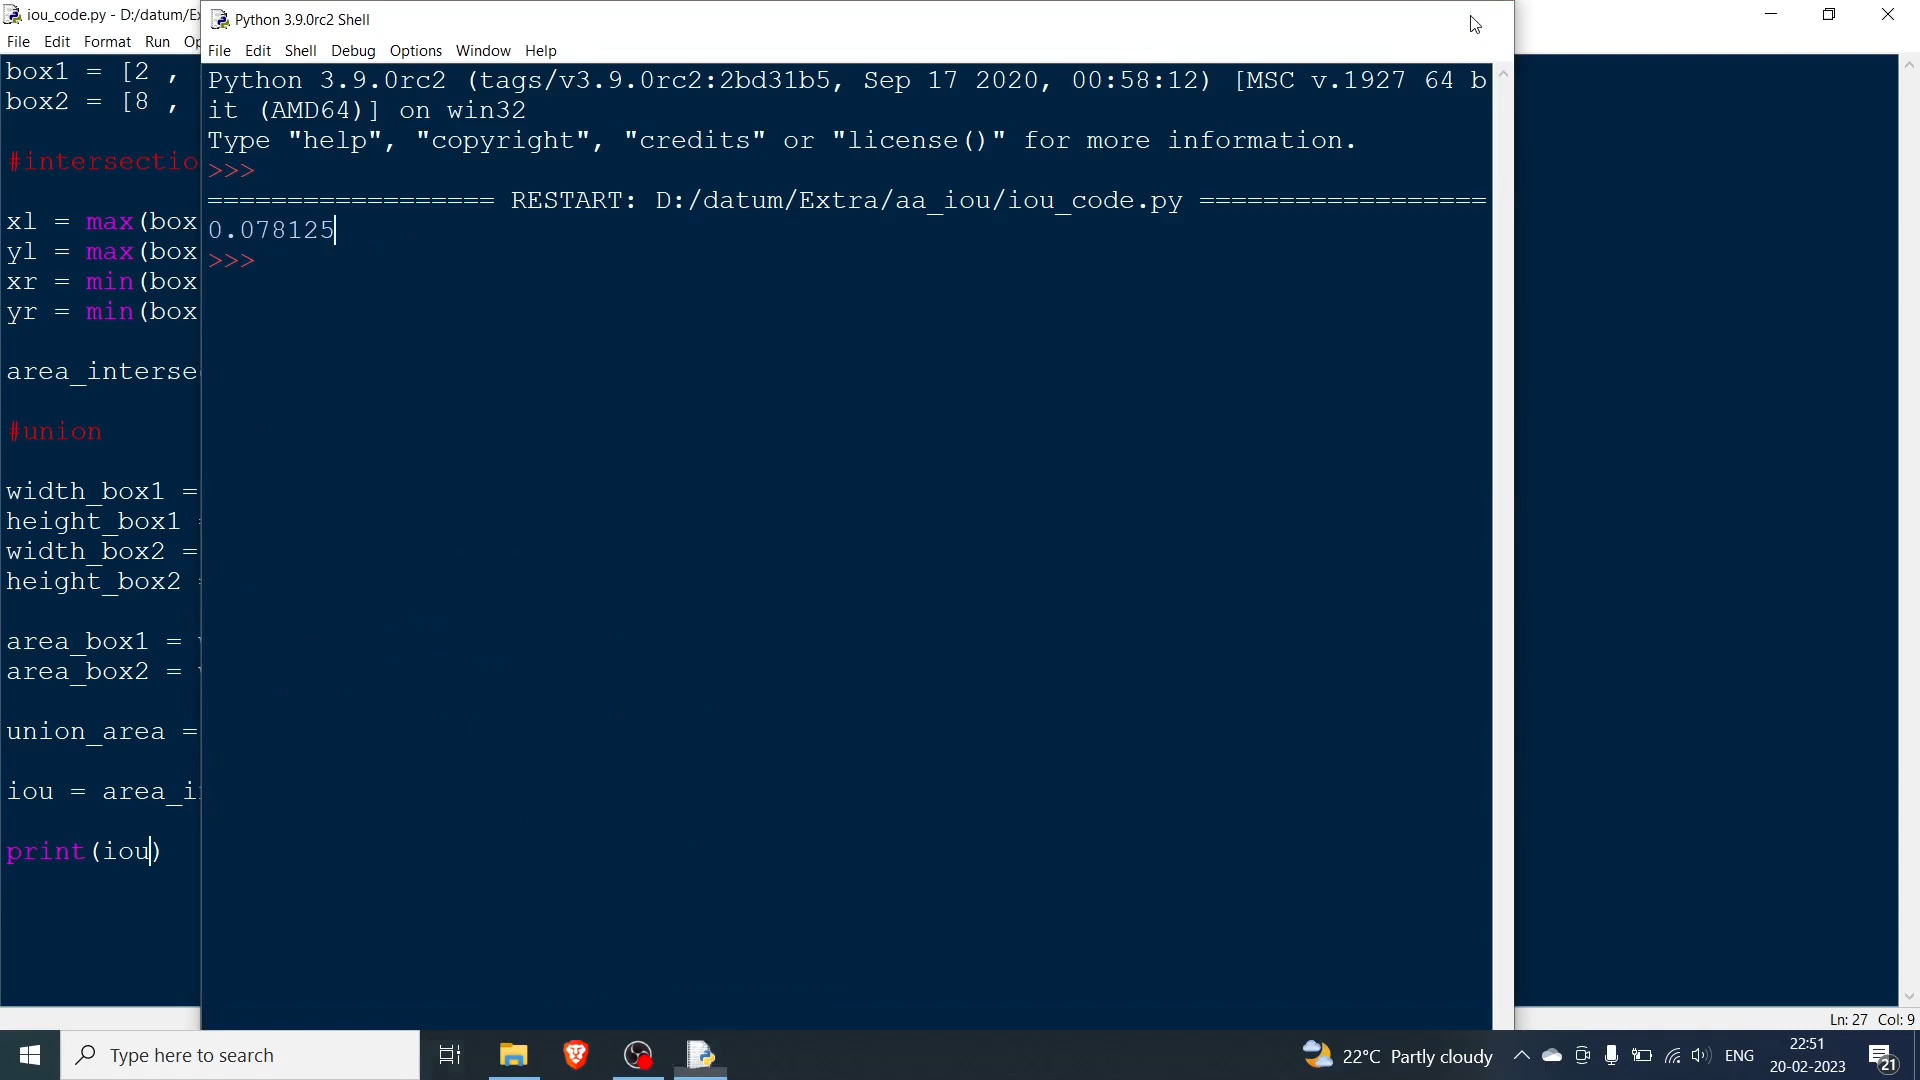 iou_code.py - D:/datum/Ex
File Edit Format Run Op
box1 = [2 ,
box2 = [8 ,
#intersectio
xl = max(box
yl = max(box
xr = min(box
yr = min(box
area_interse
#union
width_box1 =
height_box1 =
width_box2 =
height_box2 =
area_box1 =
area_box2 =
union_area =
iou = area_i
print(iou)
Python 3.9.0rc2 Shell
File Edit Shell Debug Options Window Help
Python 3.9.0rc2 (tags/v3.9.0rc2:2bd31b5, Sep 17 2020, 00:58:12) [MSC v.1927 64 b
it (AMD64)] on win32
Type "help", "copyright", "credits" or "license()" for more information.
>>>
================== RESTART: D:/datum/Extra/aa_iou/iou_code.py ==================
0.078125
>>>
Ln: 27 Col: 9
Type here to search
22°C Partly cloudy
ENG
22:51
20-02-2023
21